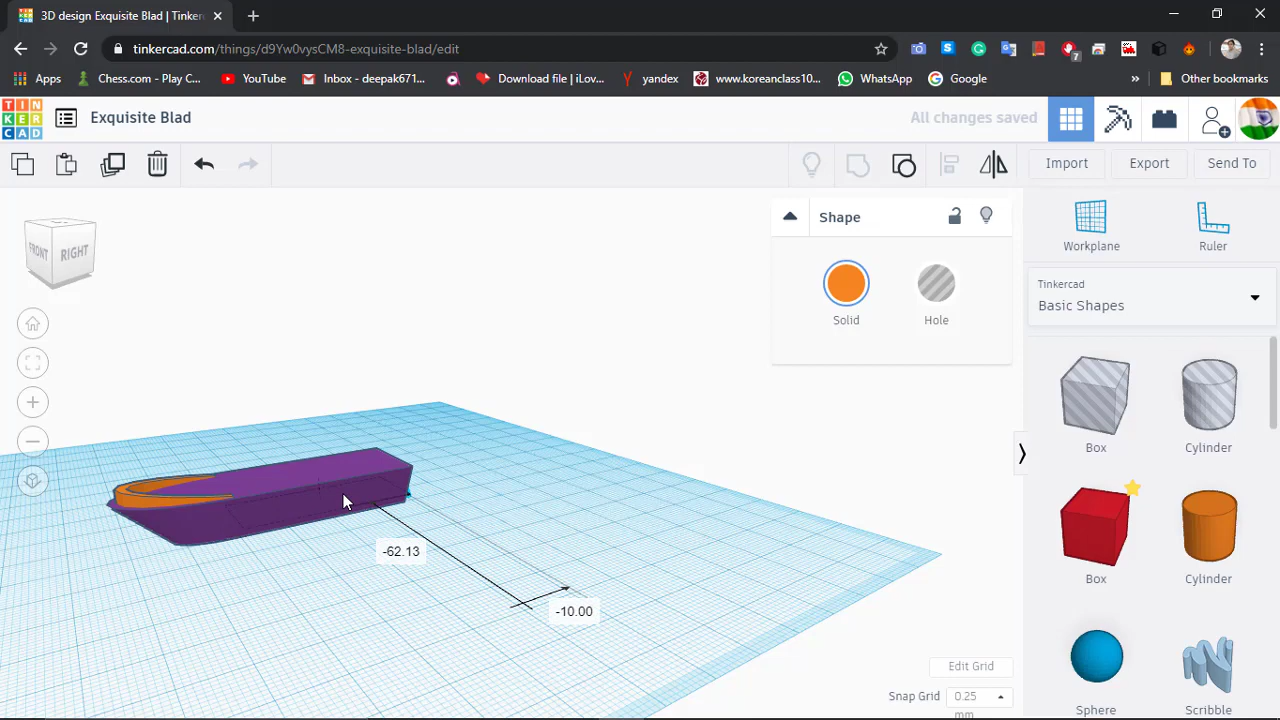 3D design Exquisite Blad | Tinker
tinkercad.com/things/d9Yw0vysCM8-exquisite-blad/edit
7
Apps
Chess.com - Play C...
YouTube
Inbox - deepak671...
Download file | iLov...
yandex
www.koreanclass10...
WhatsApp
Google
»
Other bookmarks
TIN
KER
CAD
Exquisite Blad
All changes saved
Import
Export
Send To
FRONT
RIGHT
Shape
Solid
Hole
Workplane
Ruler
Tinkercad
Basic Shapes
Box
Cylinder
Box
Cylinder
Sphere
Scribble
-62.13
-10.00
Edit Grid
Snap Grid
0.25
mm